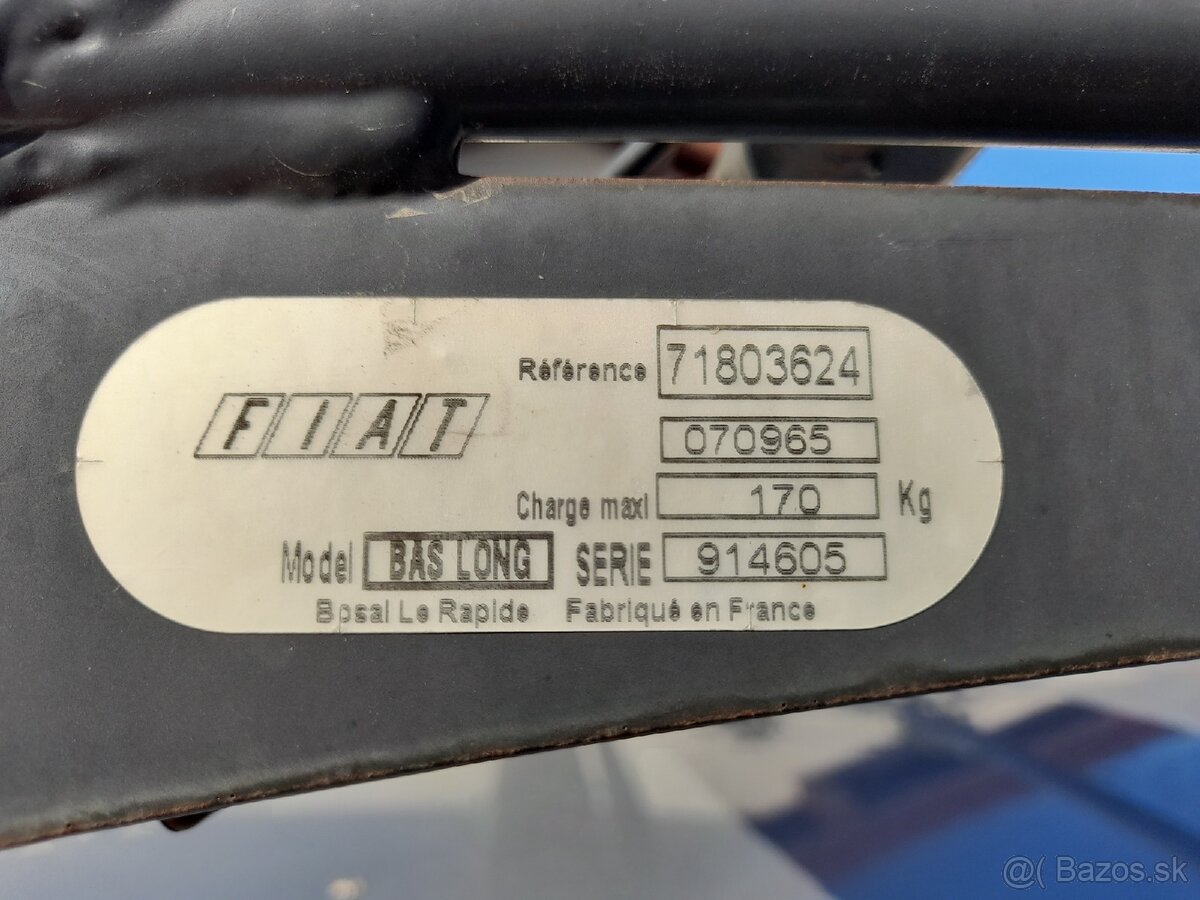 Référence 71803624
FIAT
070965
Charge maxi 170 Kg
Model BAS LONG SERIE 914605
Bosal Le Rapide Fabriqué en France
@( Bazos.sk